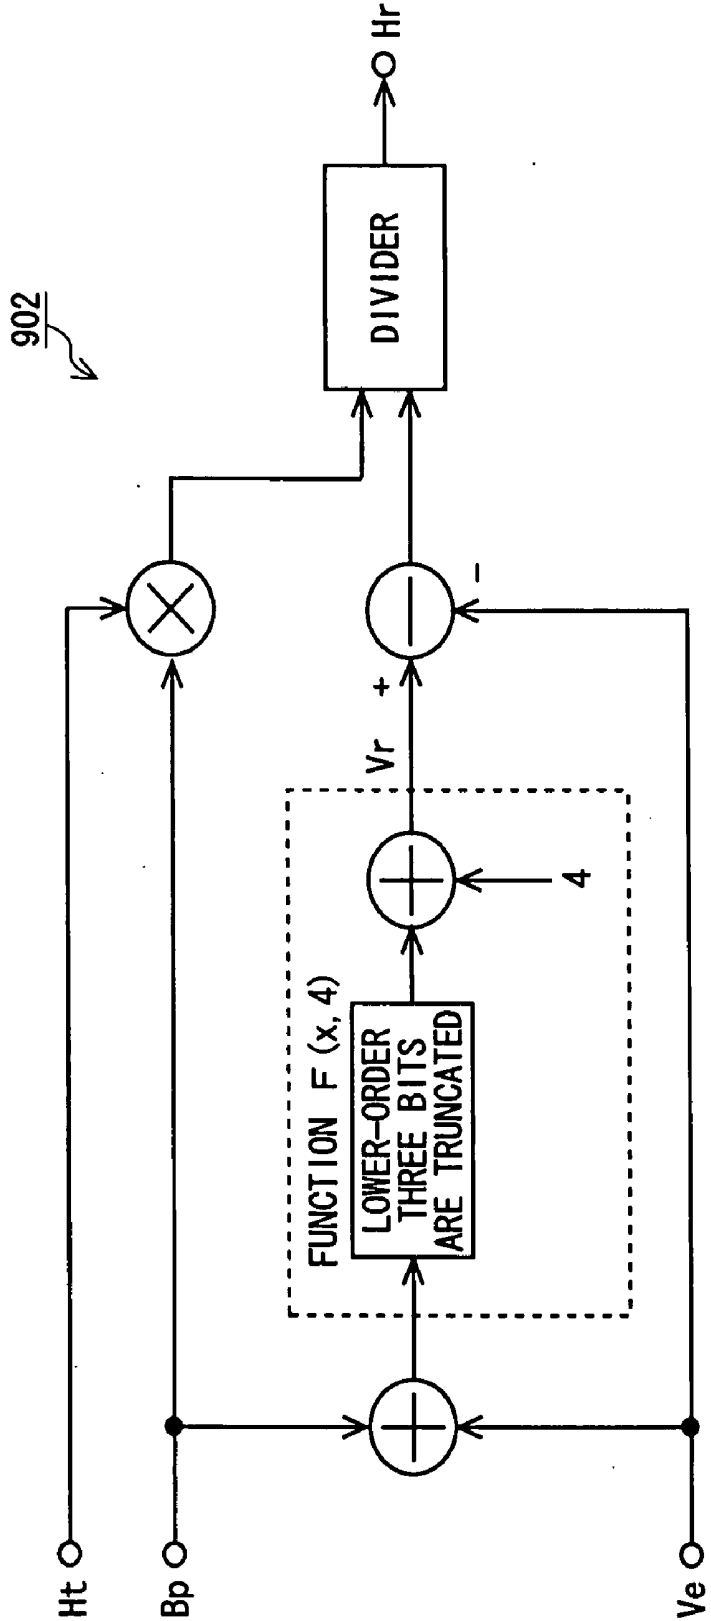 902
Ht
Bp
Ve
FUNCTION F (x, 4)
LOWER-ORDER
THREE BITS
ARE TRUNCATED
4
Vr
+
-
DIVIDER
Hr